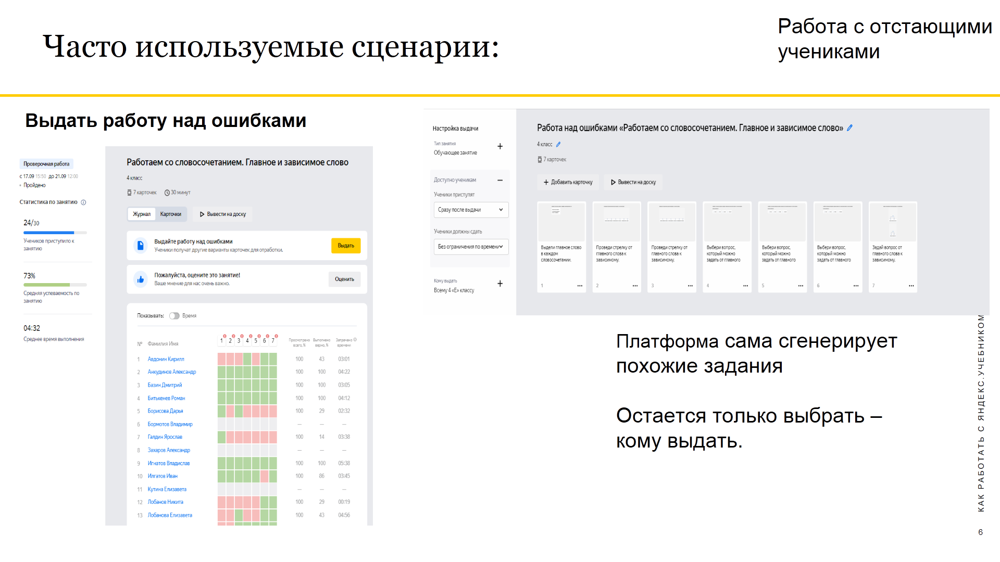 Часто используемые сценарии:
Работа с отстающими
учениками
Выдать работу над ошибками
Проверочная работа
с 17.09 15:50 до 21.09 12:00
• Пройдено
Статистика по занятию
24/30
Учеников приступило к
занятию
73%
Средняя успеваемость по
занятию
04:32
Среднее время выполнения
Работаем со словосочетанием. Главное и зависимое слово
4 класс
7 карточек 30 минут
Журнал Карточки Вывести на доску
Выдайте работу над ошибками
Ученики получат другие варианты карточек для отработки.
Выдать
Пожалуйста, оцените это занятие!
Ваше мнение для нас очень важно.
Оценить
Показывать: Время
№ Фамилия Имя 1 2 3 4 5 6 7 Просмотрено всего, % Выполнено верно, % Затрачено времени
1 Авдонин Кирилл 100 43 03:01
2 Анкудинов Александр 100 100 04:22
3 Базин Дмитрий 100 100 03:05
4 Битькенев Роман 100 100 04:12
5 Борисова Дарья 100 29 02:32
6 Бормотов Владимир — — —
7 Галдин Ярослав 100 14 03:38
8 Захаров Александр — — —
9 Игнатов Владислав 100 100 05:38
10 Илгатов Иван 100 86 03:45
11 Кутина Елизавета — — —
12 Лобанов Никита 100 29 00:19
13 Лобанова Елизавета 100 43 04:56
Настройка выдачи
Тип занятия
Обучающее занятие
Доступно ученикам
Ученики приступят
Сразу после выдачи
Ученики должны сдать
Без ограничения по времени
Кому выдать
Всему 4 «Е» классу
Работа над ошибками «Работаем со словосочетанием. Главное и зависимое слово»
4 класс
7 карточек
+ Добавить карточку Вывести на доску
Выдели главное слово
в каждом
словосочетании.
1 •••
Проведи стрелку от
главного слова к
зависимому.
2 •••
Проведи стрелку от
главного слова к
зависимому.
3 •••
Выбери вопрос,
который можно
задать от главного
4 •••
Выбери вопрос,
который можно
задать от главного
5 •••
Выбери вопрос,
который можно
задать от главного
6 •••
Задай вопрос от
главного слова к
зависимому.
7 •••
Платформа сама сгенерирует
похожие задания
Остается только выбрать –
кому выдать.
КАК РАБОТАТЬ С ЯНДЕКС.УЧЕБНИКОМ
6